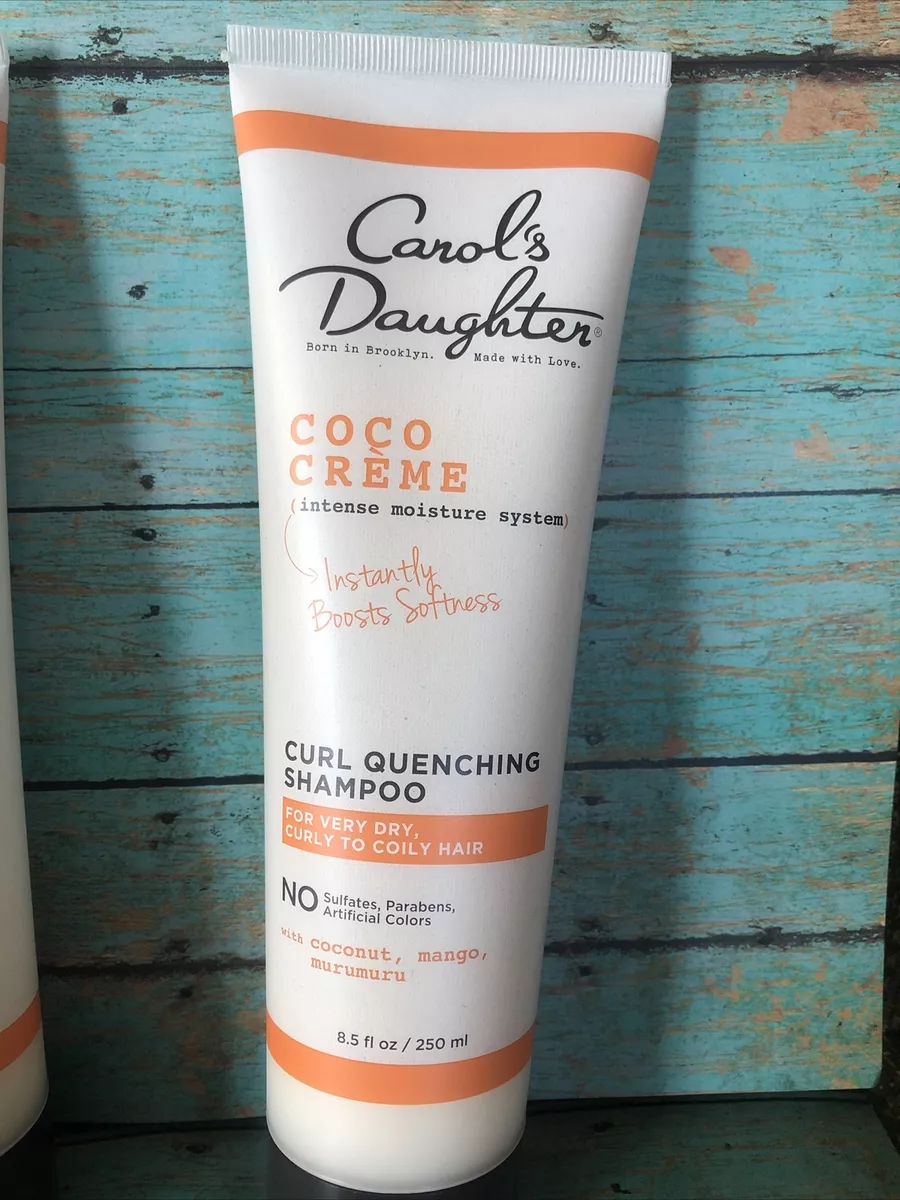 Carol's
Daughter®
Born in Brooklyn. Made with Love.
COCO
CRÈME
(intense moisture system)
Instantly
Boosts Softness
CURL QUENCHING
SHAMPOO
FOR VERY DRY,
CURLY TO COILY HAIR
NO Sulfates, Parabens,
Artificial Colors
with coconut, mango,
murumuru
8.5 fl oz / 250 ml